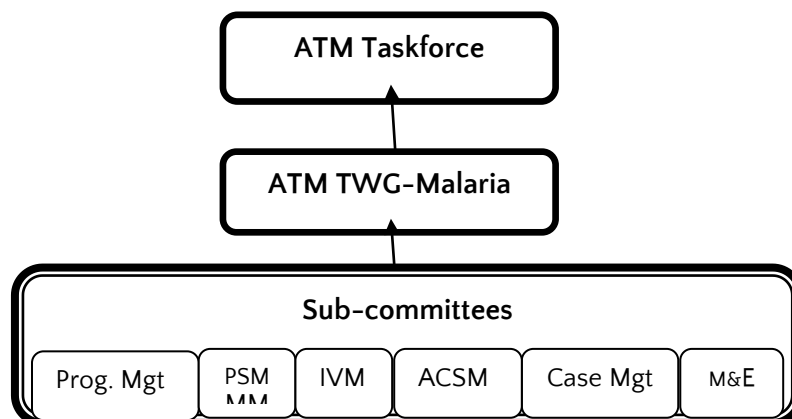 ATM Taskforce
ATM TWG-Malaria
Sub-committees
Prog. Mgt
PSM
IVM
ACSM
Case Mgt
M&E